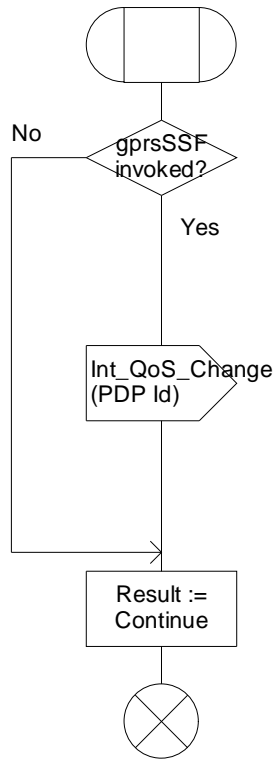 No
gprsSSF
invoked?
Yes
Int_QoS_Change
(PDP Id)
Result :=
Continue